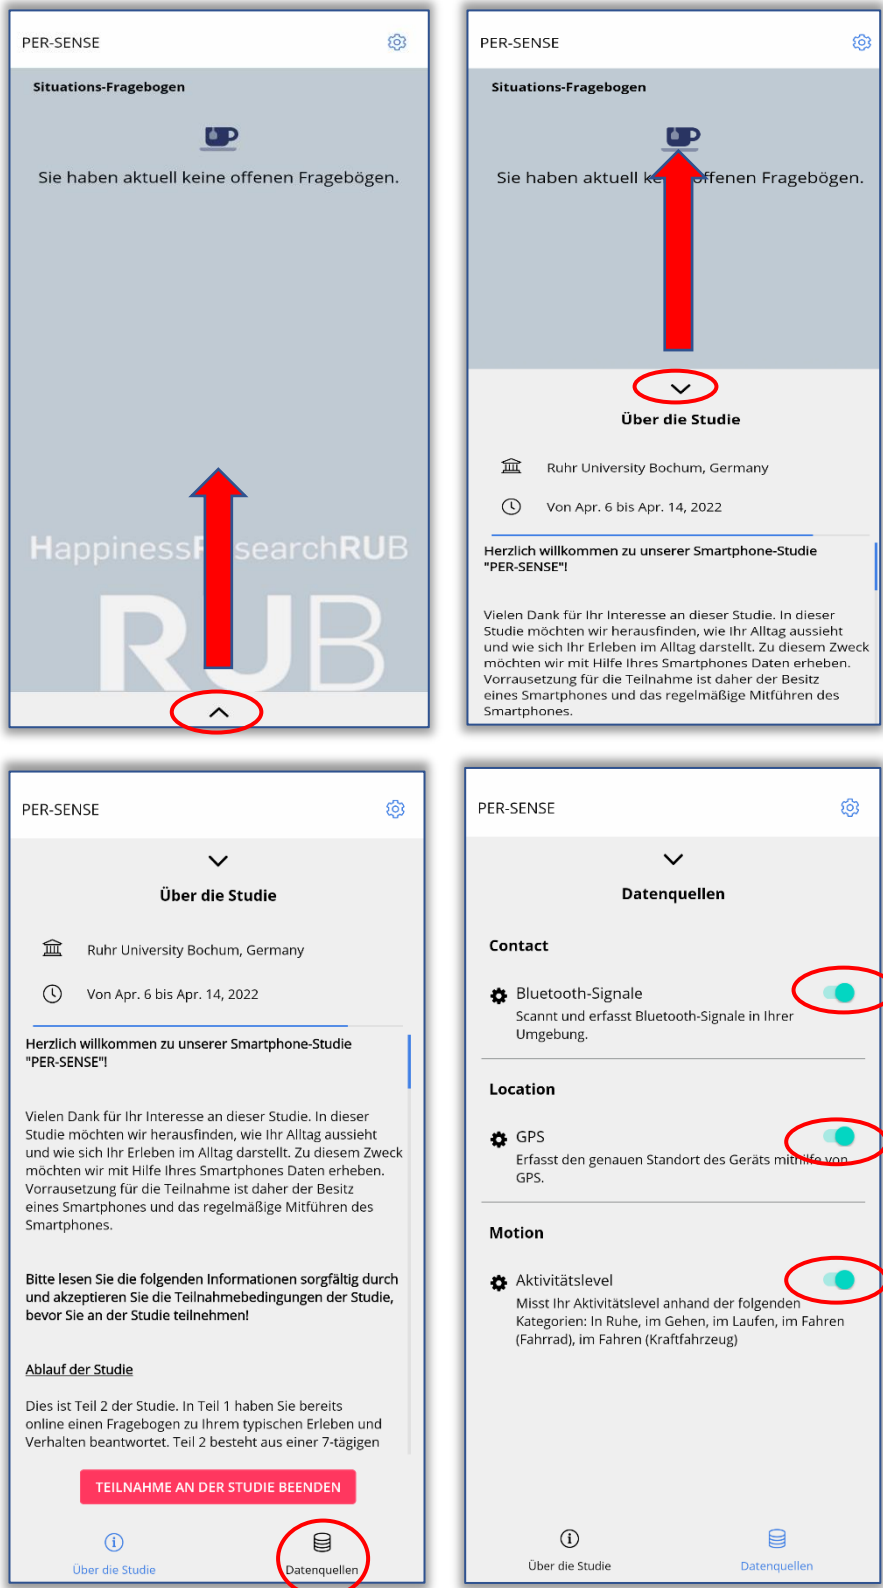 PER-SENSE
Situations-Fragebogen
Sie haben aktuell keine offenen Fragebögen.
HappinessR searchRUB
RUB
PER-SENSE
Situations-Fragebogen
Sie haben aktuell ke offenen Fragebögen.
Über die Studie
Ruhr University Bochum, Germany
Von Apr. 6 bis Apr. 14, 2022
Herzlich willkommen zu unserer Smartphone-Studie
"PER-SENSE"!
Vielen Dank für Ihr Interesse an dieser Studie. In dieser
Studie möchten wir herausfinden, wie Ihr Alltag aussieht
und wie sich Ihr Erleben im Alltag darstellt. Zu diesem Zweck
möchten wir mit Hilfe Ihres Smartphones Daten erheben.
Vorrausetzung für die Teilnahme ist daher der Besitz
eines Smartphones und das regelmäßige Mitführen des
Smartphones.
PER-SENSE
Über die Studie
Ruhr University Bochum, Germany
Von Apr. 6 bis Apr. 14, 2022
Herzlich willkommen zu unserer Smartphone-Studie
"PER-SENSE"!
Vielen Dank für Ihr Interesse an dieser Studie. In dieser
Studie möchten wir herausfinden, wie Ihr Alltag aussieht
und wie sich Ihr Erleben im Alltag darstellt. Zu diesem Zweck
möchten wir mit Hilfe Ihres Smartphones Daten erheben.
Vorrausetzung für die Teilnahme ist daher der Besitz
eines Smartphones und das regelmäßige Mitführen des
Smartphones.
Bitte lesen Sie die folgenden Informationen sorgfältig durch
und akzeptieren Sie die Teilnahmebedingungen der Studie,
bevor Sie an der Studie teilnehmen!
Ablauf der Studie
Dies ist Teil 2 der Studie. In Teil 1 haben Sie bereits
online einen Fragebogen zu Ihrem typischen Erleben und
Verhalten beantwortet. Teil 2 besteht aus einer 7-tägigen
TEILNAHME AN DER STUDIE BEENDEN
Über die Studie
Datenquellen
PER-SENSE
Datenquellen
Contact
Bluetooth-Signale
Scannt und erfasst Bluetooth-Signale in Ihrer
Umgebung.
Location
GPS
Erfasst den genauen Standort des Geräts mithilfe von
GPS.
Motion
Aktivitätslevel
Misst Ihr Aktivitätslevel anhand der folgenden
Kategorien: In Ruhe, im Gehen, im Laufen, im Fahren
(Fahrrad), im Fahren (Kraftfahrzeug)
Über die Studie
Datenquellen